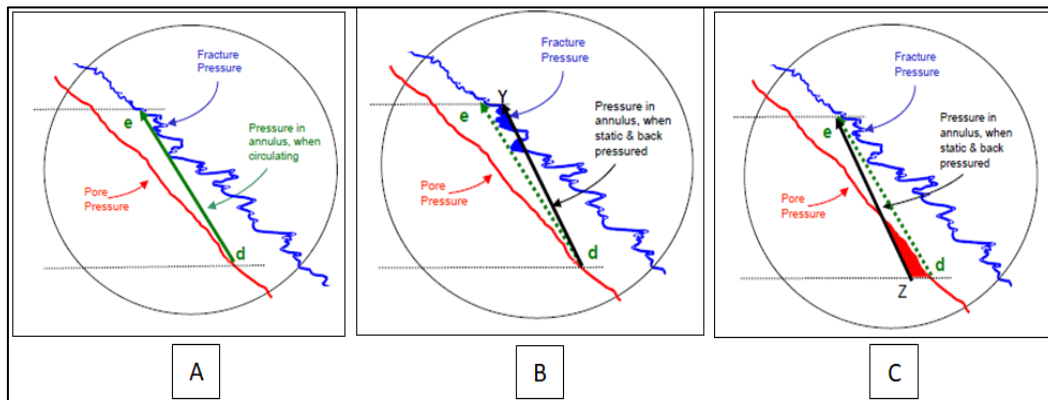 Fracture
Pressure
e
Pressure in
annulus, when
circulating
Pore
Pressure
d
A
Fracture
Pressure
Y
e
Pressure in
annulus, when
static & back
pressured
Pore
Pressure
d
B
Fracture
Pressure
e
Pressure in
annulus, when
static & back
pressured
Pore
Pressure
d
Z
C